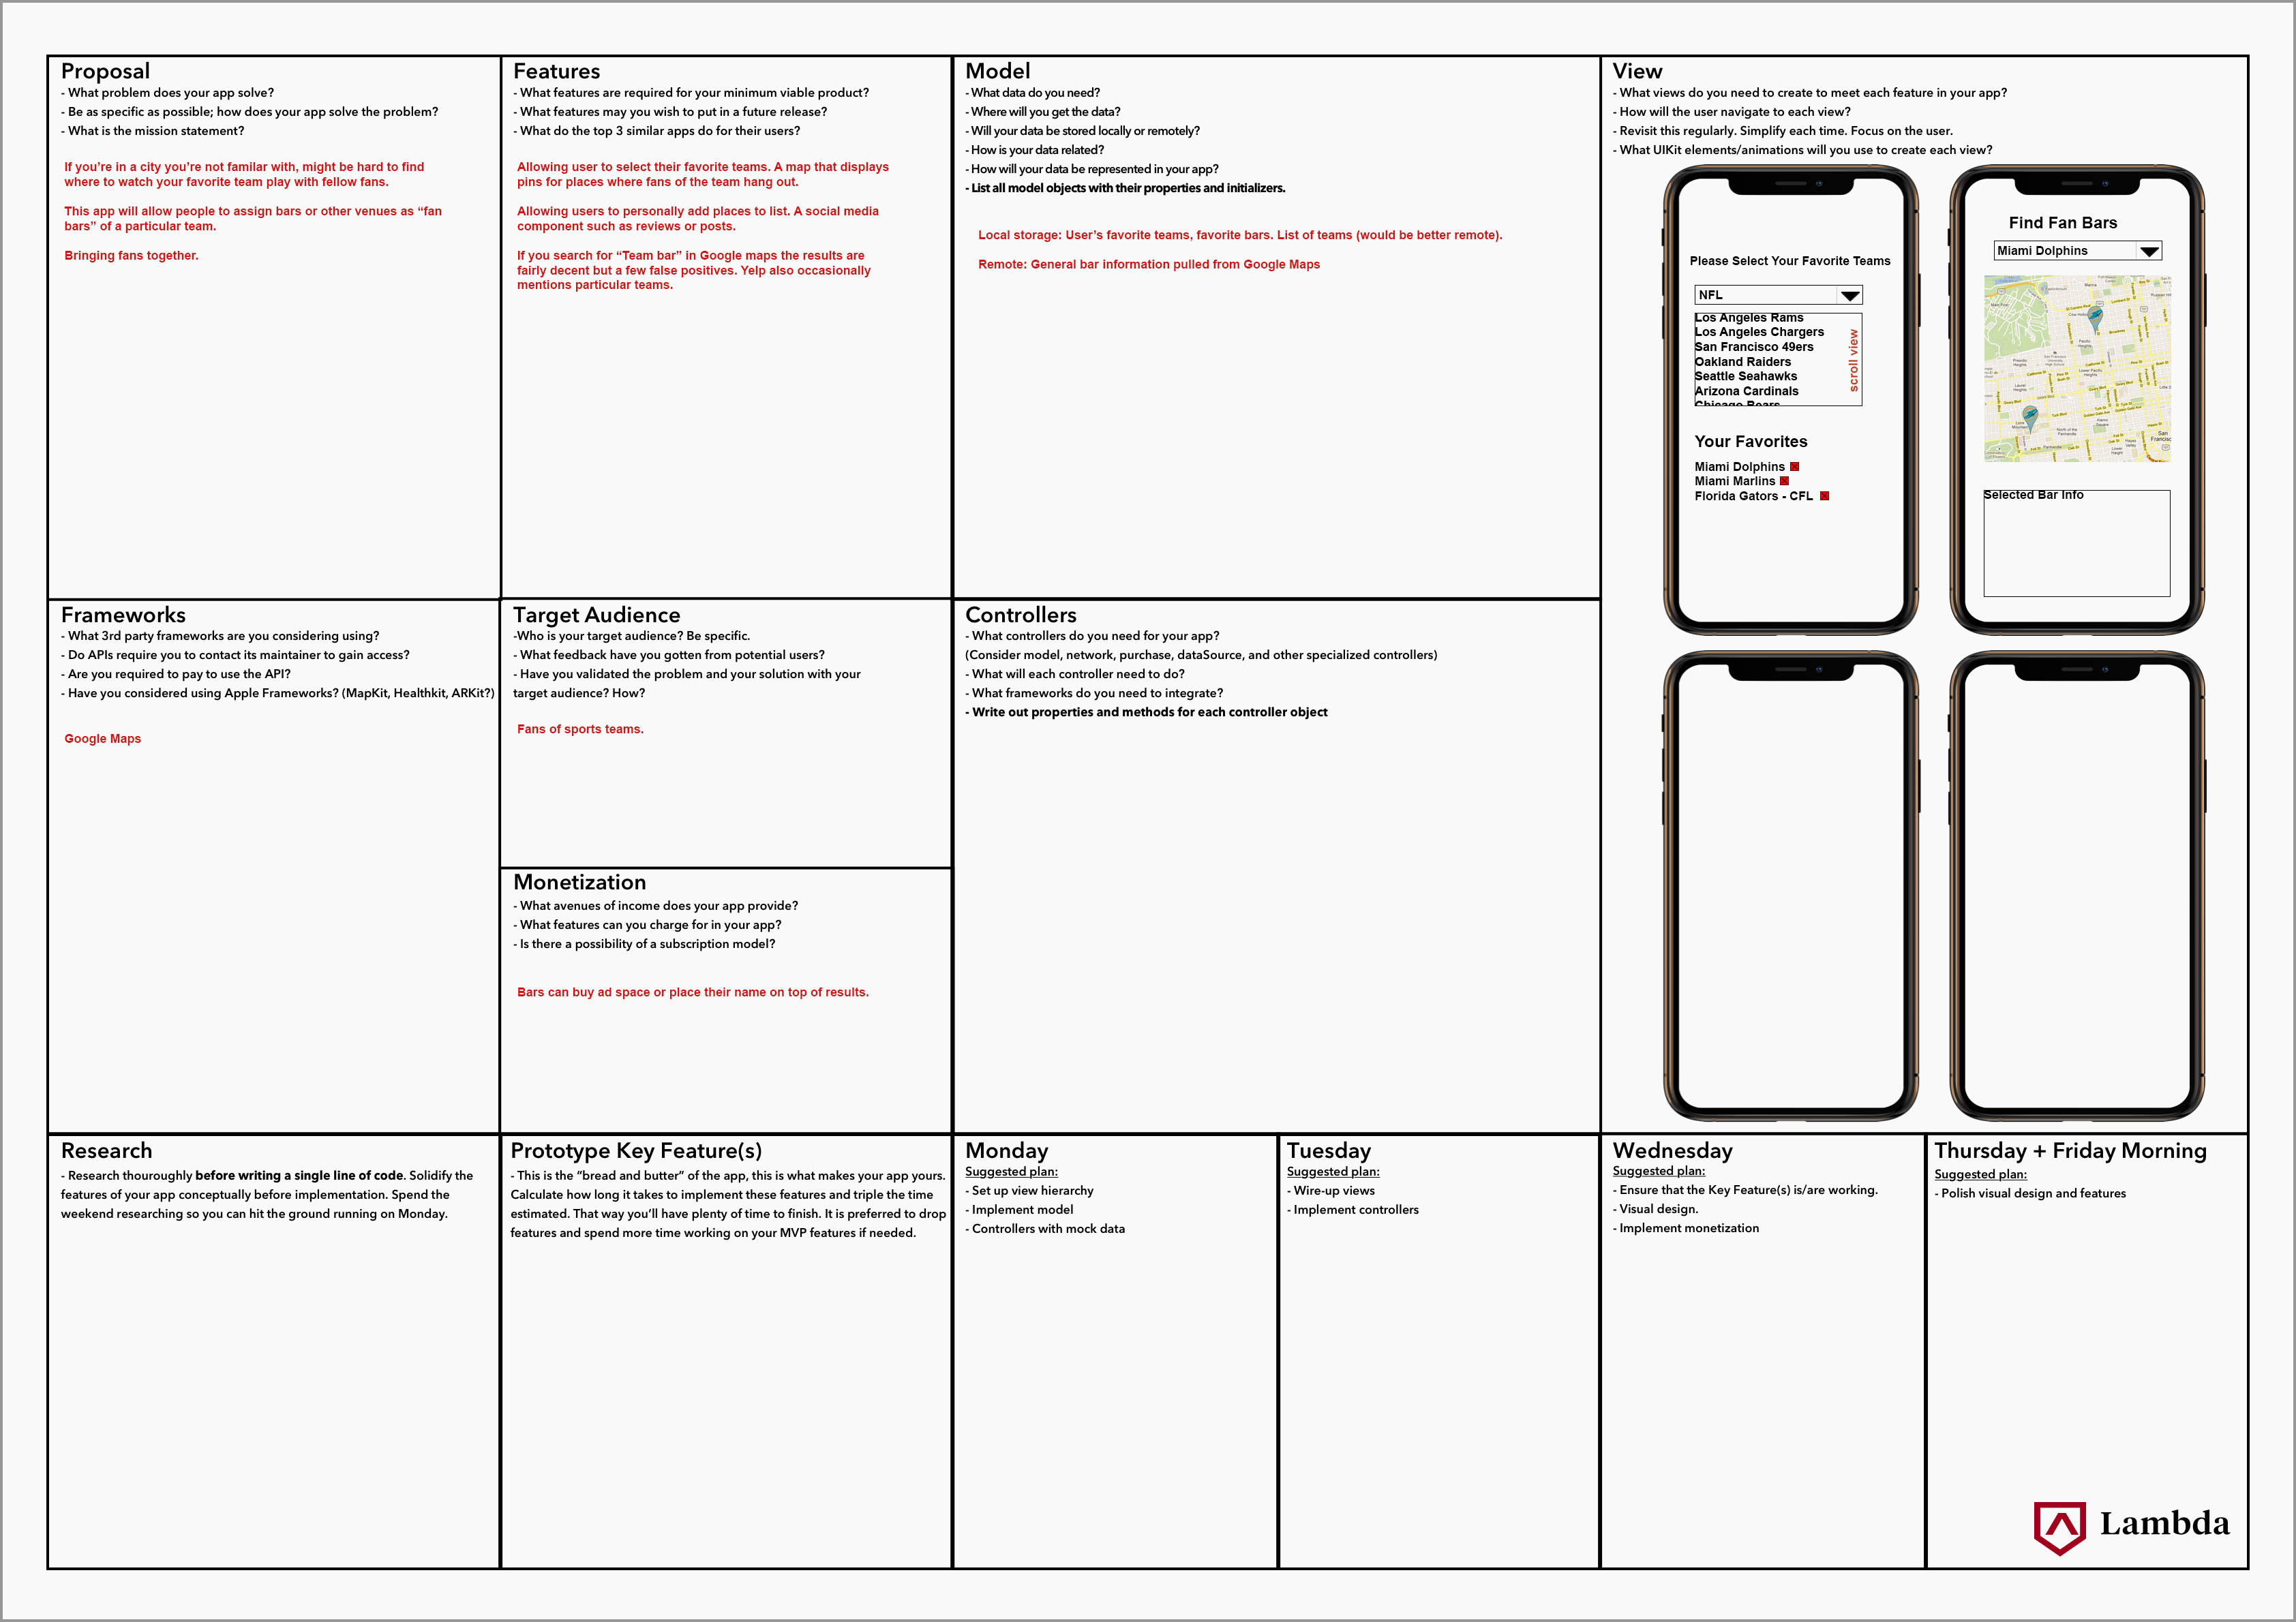 Proposal
- What problem does your app solve?
- Be as specific as possible; how does your app solve the problem?
- What is the mission statement?
If you're in a city you're not familar with, might be hard to find
where to watch your favorite team play with fellow fans.
This app will allow people to assign bars or other venues as “fan
bars” of a particular team.
Bringing fans together.
Features
- What features are required for your minimum viable product?
- What features may you wish to put in a future release?
- What do the top 3 similar apps do for their users?
Allowing user to select their favorite teams. A map that displays
pins for places where fans of the team hang out.
Allowing users to personally add places to list. A social media
component such as reviews or posts.
If you search for “Team bar” in Google maps the results are
fairly decent but a few false positives. Yelp also occasionally
mentions particular teams.
Model
- What data do you need?
- Where will you get the data?
- Will your data be stored locally or remotely?
- How is your data related?
- How will your data be represented in your app?
- List all model objects with their properties and initializers.
Local storage: User's favorite teams, favorite bars. List of teams (would be better remote).
Remote: General bar information pulled from Google Maps
View
- What views do you need to create to meet each feature in your app?
- How will the user navigate to each view?
- Revisit this regularly. Simplify each time. Focus on the user.
- What UIKit elements/animations will you use to create each view?
Please Select Your Favorite Teams
NFL
Los Angeles Rams
Los Angeles Chargers
San Francisco 49ers
Oakland Raiders
Seattle Seahawks
Arizona Cardinals
Chicago Bears
scroll view
Your Favorites
Miami Dolphins
Miami Marlins
Florida Gators - CFL
Find Fan Bars
Miami Dolphins
Selected Bar Info
Frameworks
- What 3rd party frameworks are you considering using?
- Do APIs require you to contact its maintainer to gain access?
- Are you required to pay to use the API?
- Have you considered using Apple Frameworks? (MapKit, Healthkit, ARKit?)
Google Maps
Target Audience
-Who is your target audience? Be specific.
- What feedback have you gotten from potential users?
- Have you validated the problem and your solution with your
target audience? How?
Fans of sports teams.
Monetization
- What avenues of income does your app provide?
- What features can you charge for in your app?
- Is there a possibility of a subscription model?
Bars can buy ad space or place their name on top of results.
Controllers
- What controllers do you need for your app?
(Consider model, network, purchase, dataSource, and other specialized controllers)
- What will each controller need to do?
- What frameworks do you need to integrate?
- Write out properties and methods for each controller object
Research
- Research thouroughly before writing a single line of code. Solidify the
features of your app conceptually before implementation. Spend the
weekend researching so you can hit the ground running on Monday.
Prototype Key Feature(s)
- This is the “bread and butter” of the app, this is what makes your app yours.
Calculate how long it takes to implement these features and triple the time
estimated. That way you'll have plenty of time to finish. It is preferred to drop
features and spend more time working on your MVP features if needed.
Monday
Suggested plan:
- Set up view hierarchy
- Implement model
- Controllers with mock data
Tuesday
Suggested plan:
- Wire-up views
- Implement controllers
Wednesday
Suggested plan:
- Ensure that the Key Feature(s) is/are working.
- Visual design.
- Implement monetization
Thursday + Friday Morning
Suggested plan:
- Polish visual design and features
Lambda